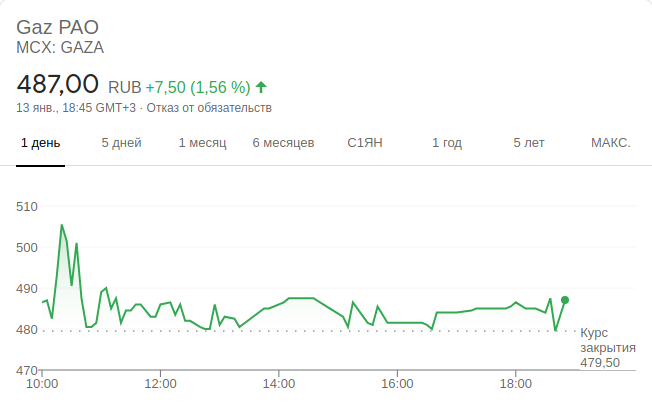 Gaz PAO
MCX: GAZA
487,00 RUB +7,50 (1,56 %)
13 янв., 18:45 GMT+3 · Отказ от обязательств
1 день 5 дней 1 месяц 6 месяцев С1ЯН 1 год 5 лет МАКС.
510
500
490
480
470
Курс
закрытия
479,50
10:00 12:00 14:00 16:00 18:00